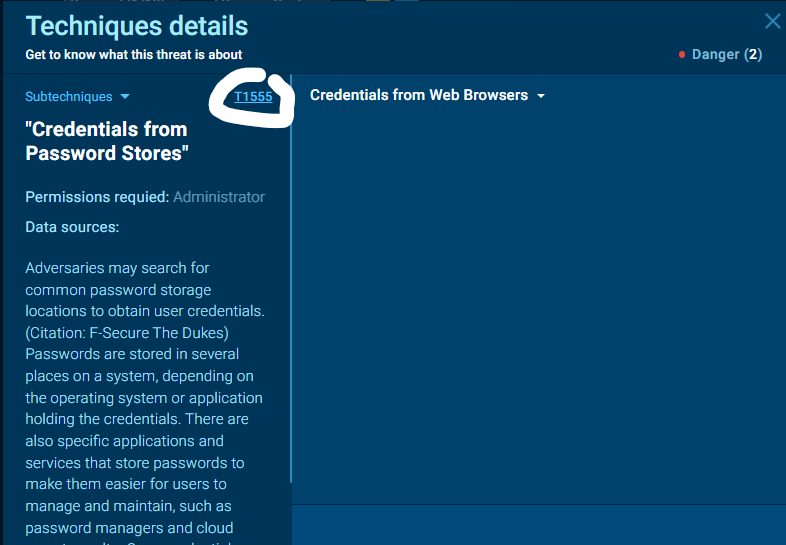 Techniques details
Get to know what this threat is about
Danger (2)
Subtechniques
T1555
"Credentials from
Password Stores"
Permissions requied: Administrator
Data sources:
Adversaries may search for
common password storage
locations to obtain user credentials.
(Citation: F-Secure The Dukes)
Passwords are stored in several
places on a system, depending on
the operating system or application
holding the credentials. There are
also specific applications and
services that store passwords to
make them easier for users to
manage and maintain, such as
password managers and cloud
Credentials from Web Browsers